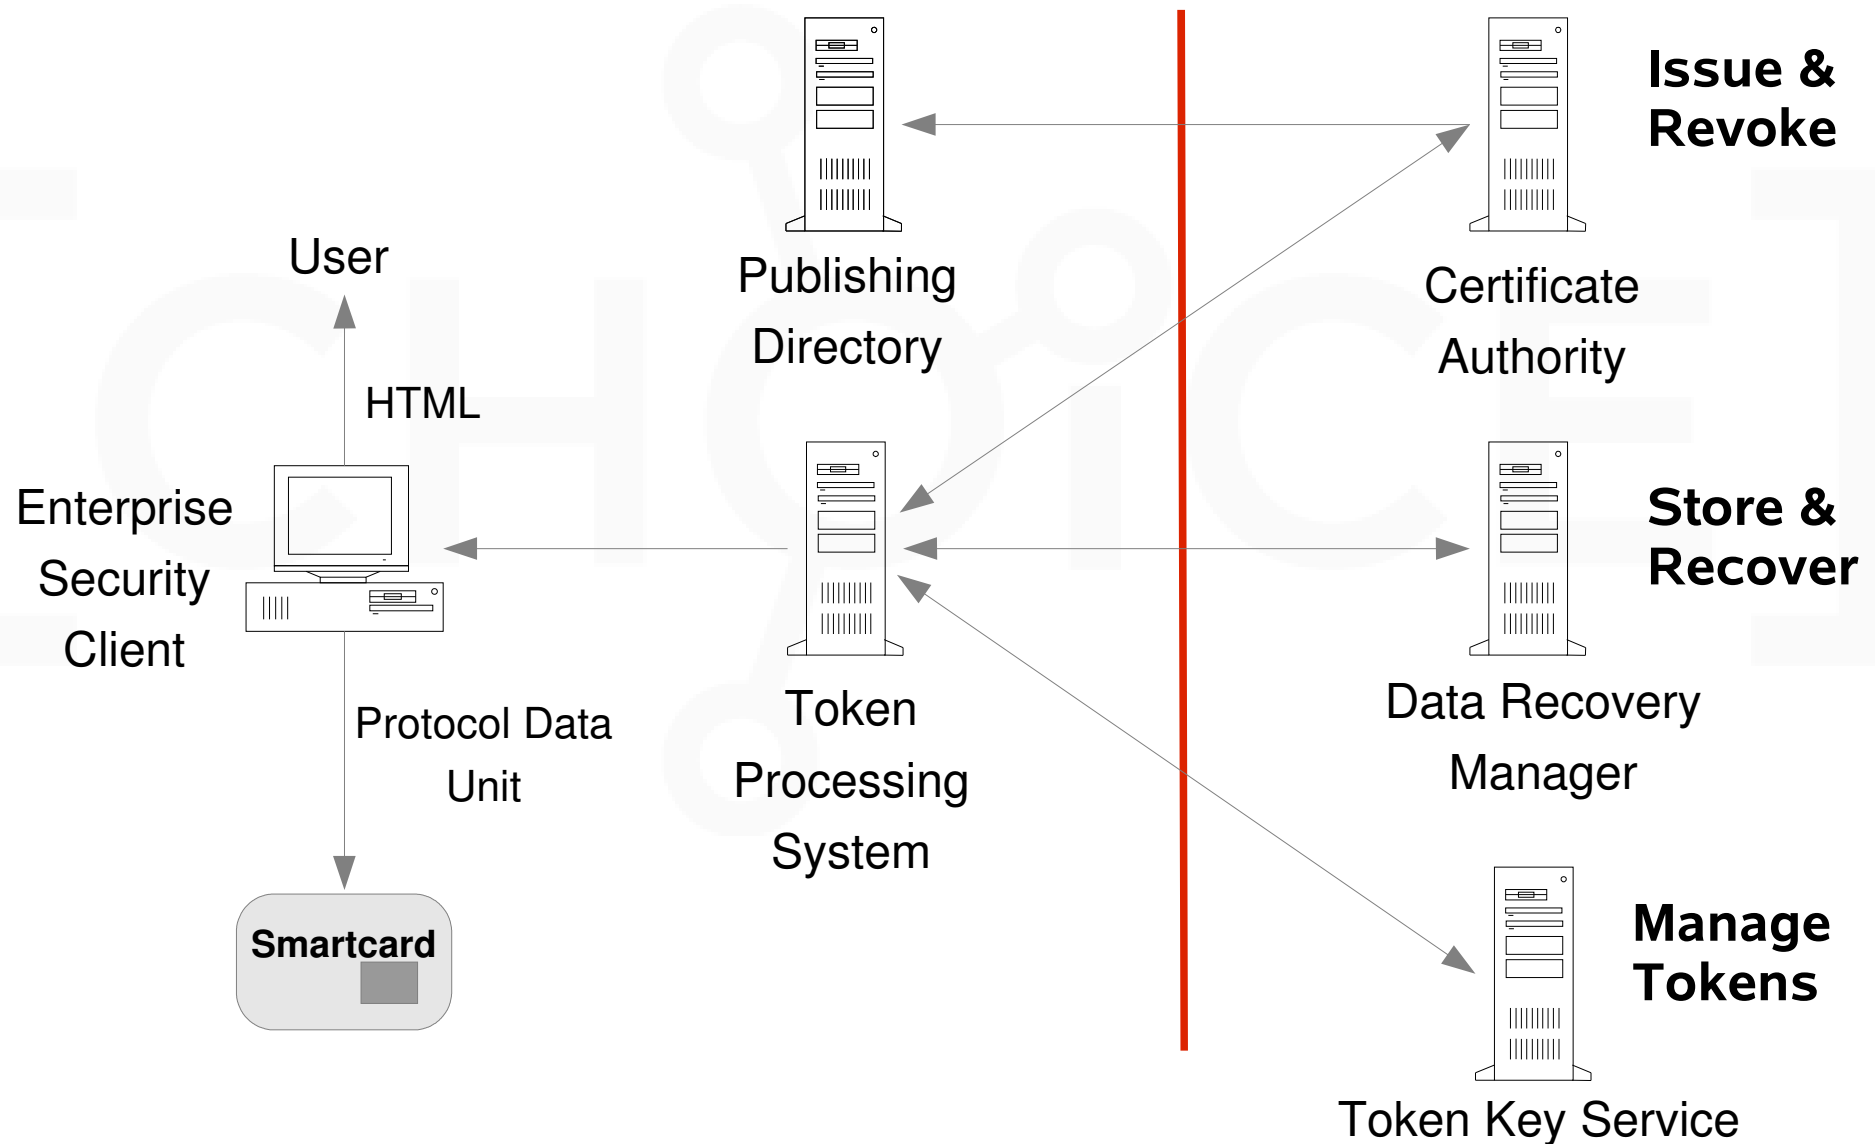 Issue &
Revoke
User
Publishing
Directory
Certificate
Authority
HTML
Enterprise
Security
Client
Store &
Recover
Protocol Data
Unit
Token
Processing
System
Data Recovery
Manager
Smartcard
Manage
Tokens
Token Key Service
[CHOiCE]